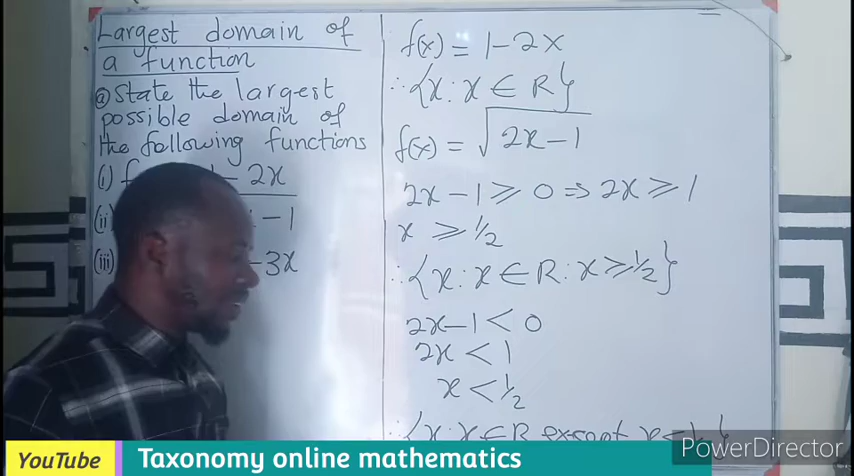 Largest domain of
a function
ⓐ State the largest
possible domain of
the following functions
(i) f 1 - 2x
(ii) - 1
(iii) - 3x
f(x) = 1 - 2x
∴ {x: x ∈ R}
f(x) = √2x - 1
2x - 1 ≥ 0 ⇒ 2x ≥ 1
x ≥ 1/2
∴ {x: x ∈ R: x ≥ 1/2}
2x - 1 < 0
2x < 1
x < 1/2
∴ {x: x ∈ R except x <
PowerDirector
YouTube Taxonomy online mathematics